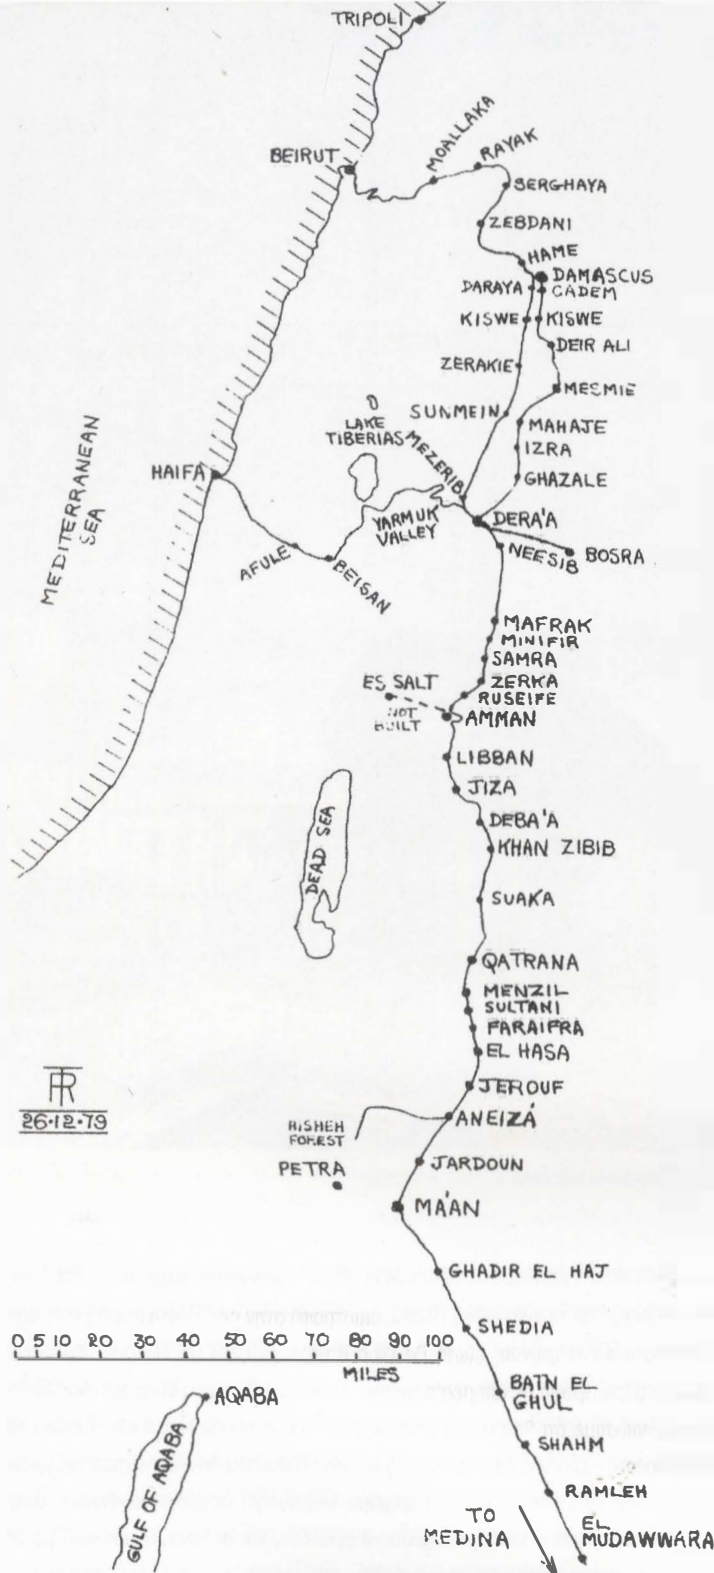 TRIPOLI
BEIRUT
MOALLAKA
RAYAK
SERGHAYA
ZEBDANI
HAME
DAMASCUS
DARAYA
CADEM
KISWE
KISWE
DEIR ALI
ZERAKIE
MESMIE
SUNMEIN
MAHAJE
LAKE
TIBERIAS
MEZERIB
IZRA
HAIFA
GHAZALE
MEDITERRANEAN
SEA
YARMUK
VALLEY
DERA'A
NEESIB
BOSRA
AFULE
BEISAN
MAFRAK
MINIFIR
SAMRA
ES SALT
ZERKA
RUSEIFE
NOT
BUILT
AMMAN
LIBBAN
JIZA
DEBA'A
KHAN ZIBIB
DEAD SEA
SUAKA
QATRANA
MENZIL
SULTANI
FARAIFRA
EL HASA
TR
26·12·79
JEROUF
HISHEH
FOREST
ANEIZÁ
PETRA
JARDOUN
MA'AN
GHADIR EL HAJ
SHEDIA
0 5 10 20 30 40 50 60 70 80 90 100
MILES
AQABA
BATN EL
GHUL
SHAHM
GULF OF AQABA
RAMLEH
TO
MEDINA
EL
MUDAWWARA